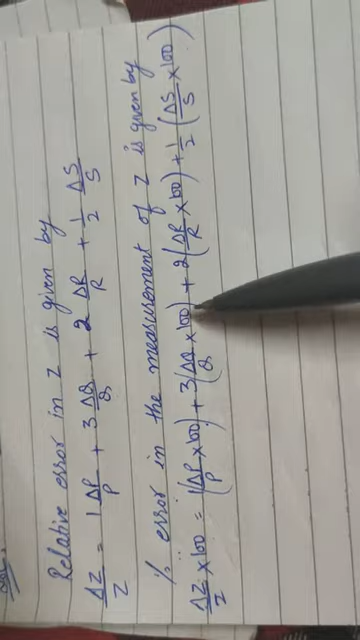 Relative error in Z is given by
ΔZ/Z = 1 ΔP/P + 3 ΔQ/Q + 2 ΔR/R + 1/2 ΔS/S
% error in the measurement of Z is given by
ΔZ/Z × 100 = 1(ΔP/P × 100) + 3(ΔQ/Q × 100) + 2(ΔR/R × 100) + 1/2 (ΔS/S × 100)